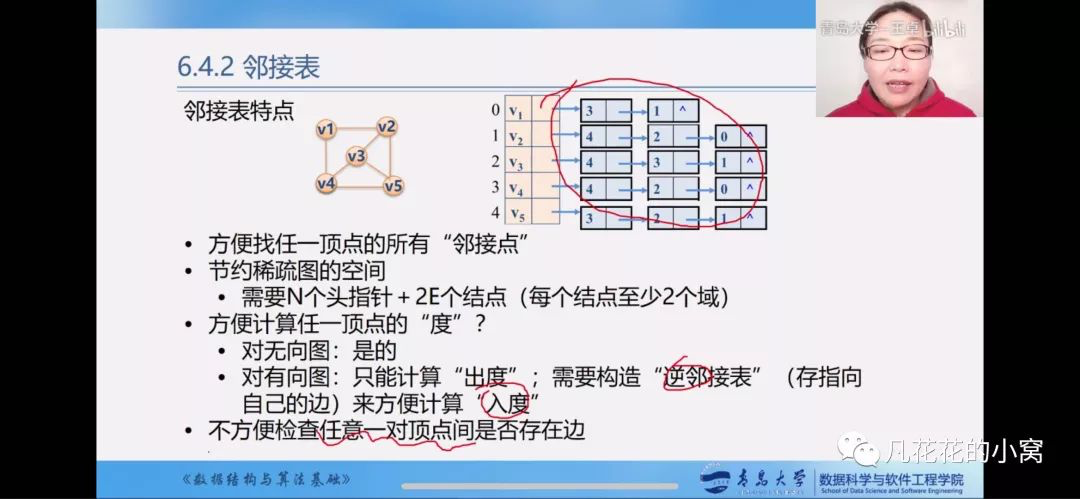 青岛大学-王卓 bilibili
6.4.2 邻接表
邻接表特点
v1 v2
v3
v4 v5
0 v1 3 1 ^
1 v2 4 2 0 ^
2 v3 4 3 1 ^
3 v4 4 2 0 ^
4 v5 3 2 1 ^
• 方便找任一顶点的所有“邻接点”
• 节约稀疏图的空间
• 需要N个头指针＋2E个结点（每个结点至少2个域）
• 方便计算任一顶点的“度”？
• 对无向图：是的
• 对有向图：只能计算“出度”；需要构造“逆邻接表”（存指向
自己的边）来方便计算“入度”
• 不方便检查任意一对顶点间是否存在边
凡花花的小窝
《数据结构与算法基础》
青岛大学 数据科学与软件工程学院
School of Data Science and Software Engineering